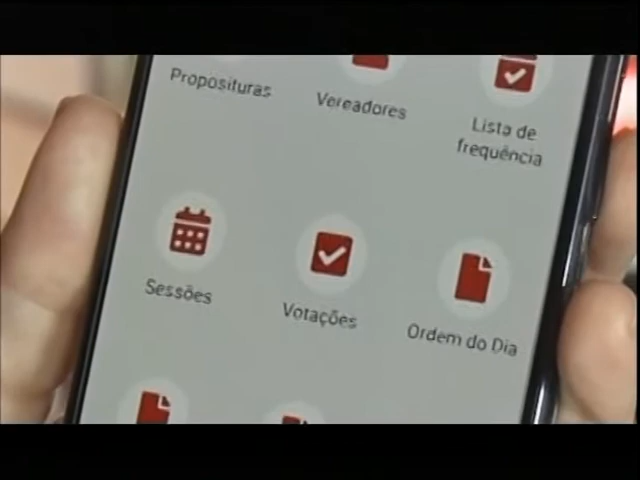 Proposituras
Vereadores
Lista de
frequência
Sessões
Votações
Ordem do Dia